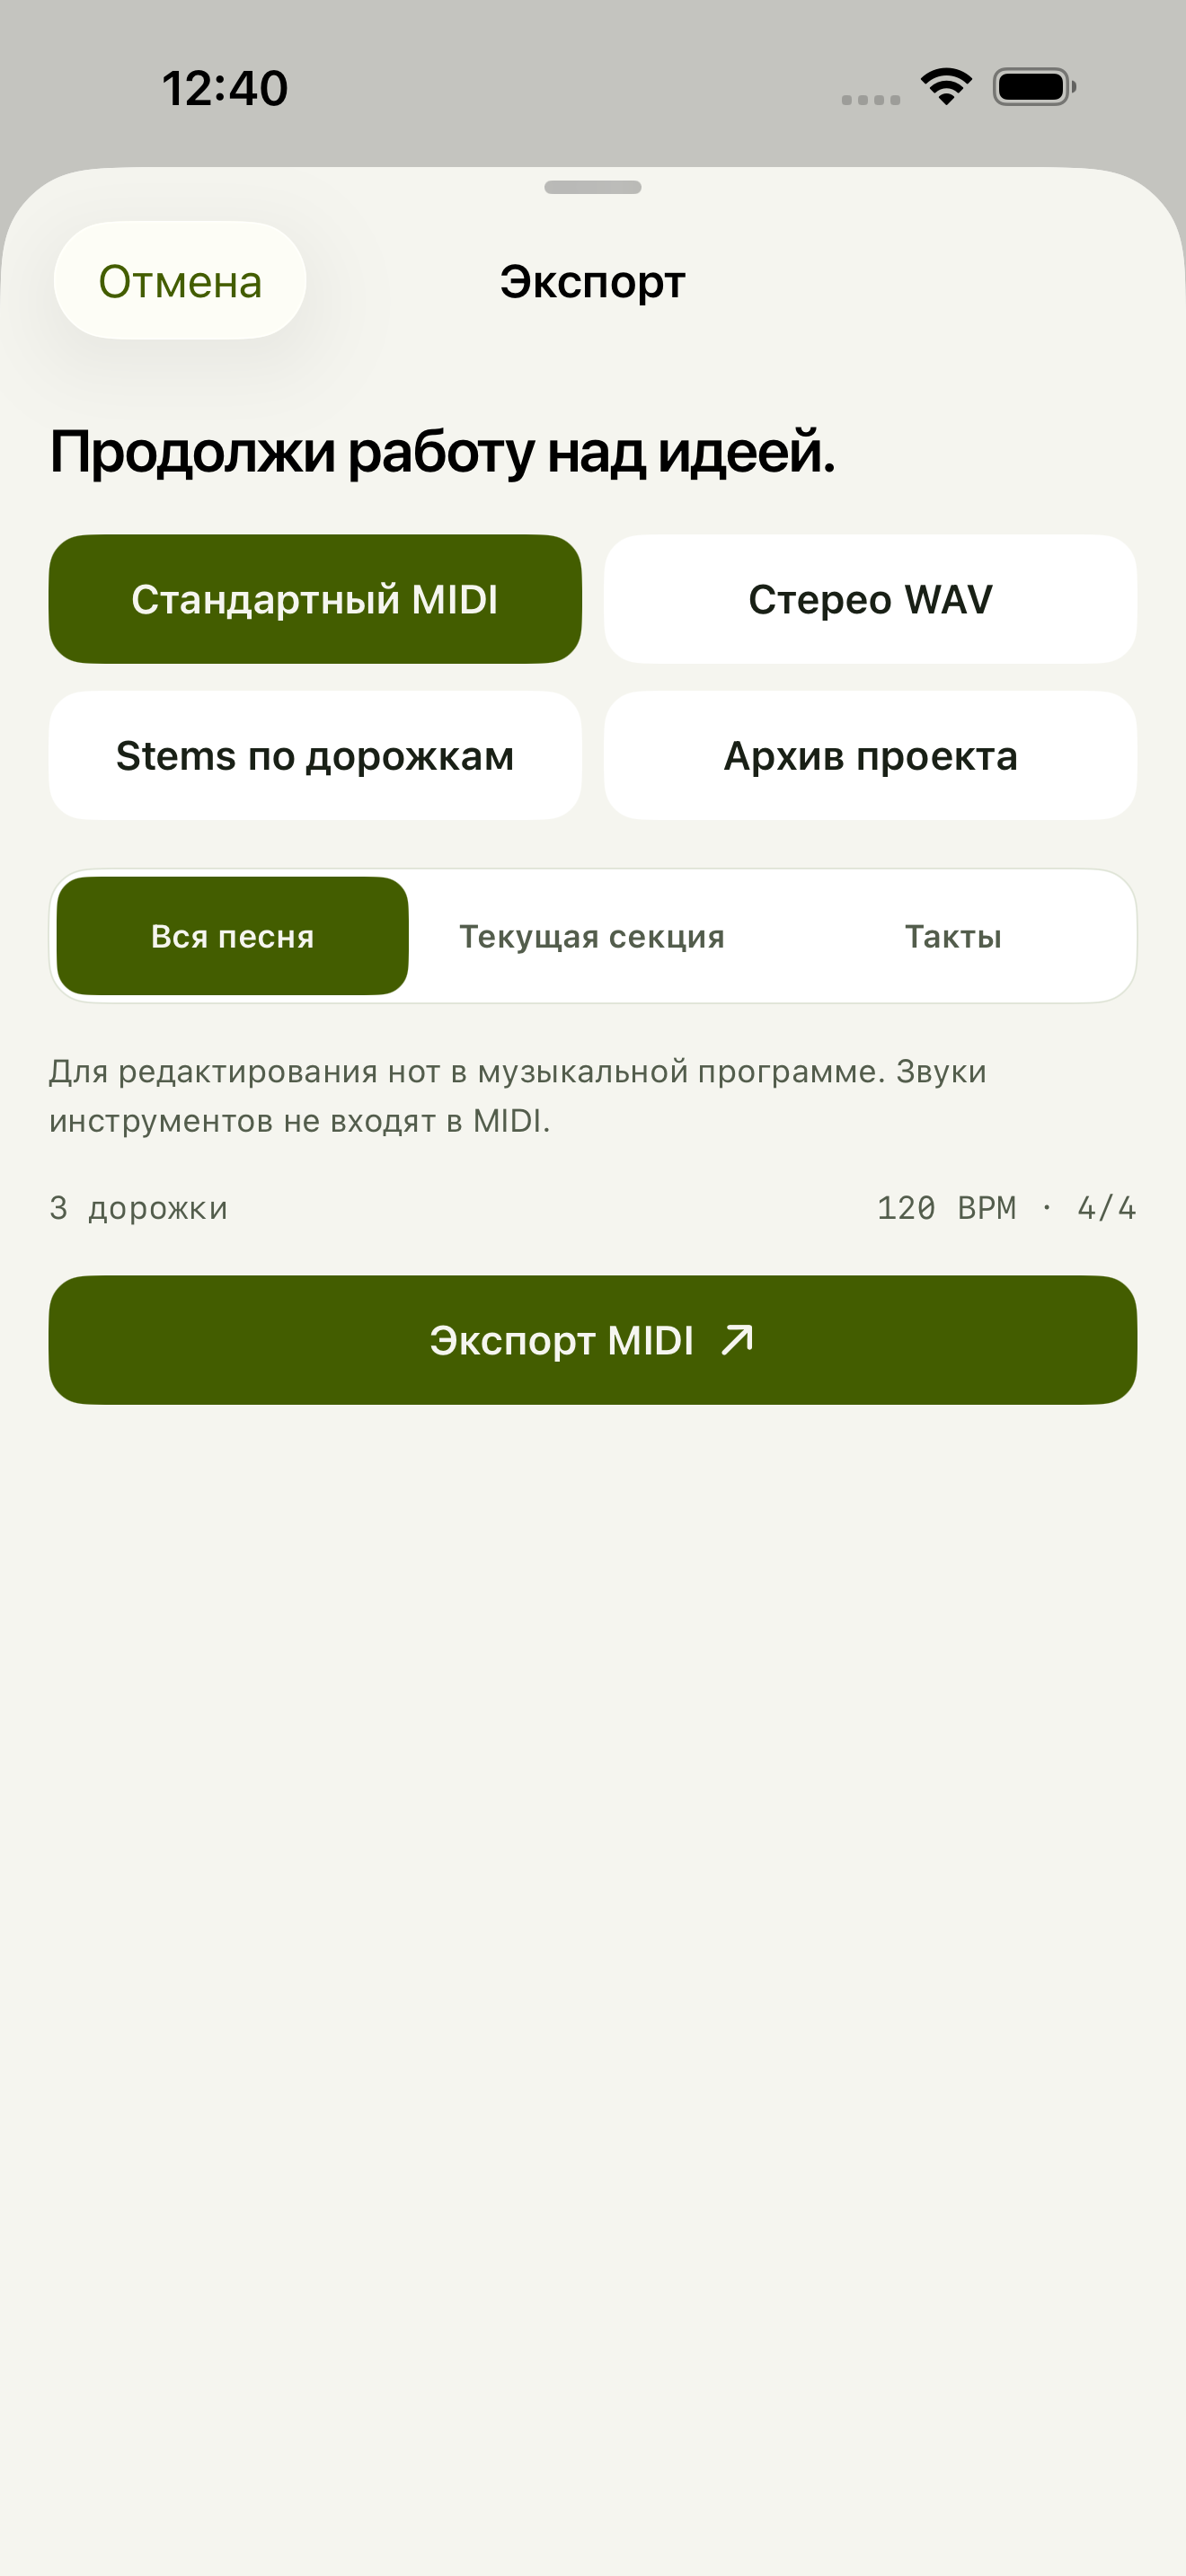 12:40
Отмена
Экспорт
Продолжи работу над идеей.
Стандартный MIDI
Стерео WAV
Stems по дорожкам
Архив проекта
Вся песня
Текущая секция
Такты
Для редактирования нот в музыкальной программе. Звуки
инструментов не входят в MIDI.
3 дорожки
120 BPM · 4/4
Экспорт MIDI